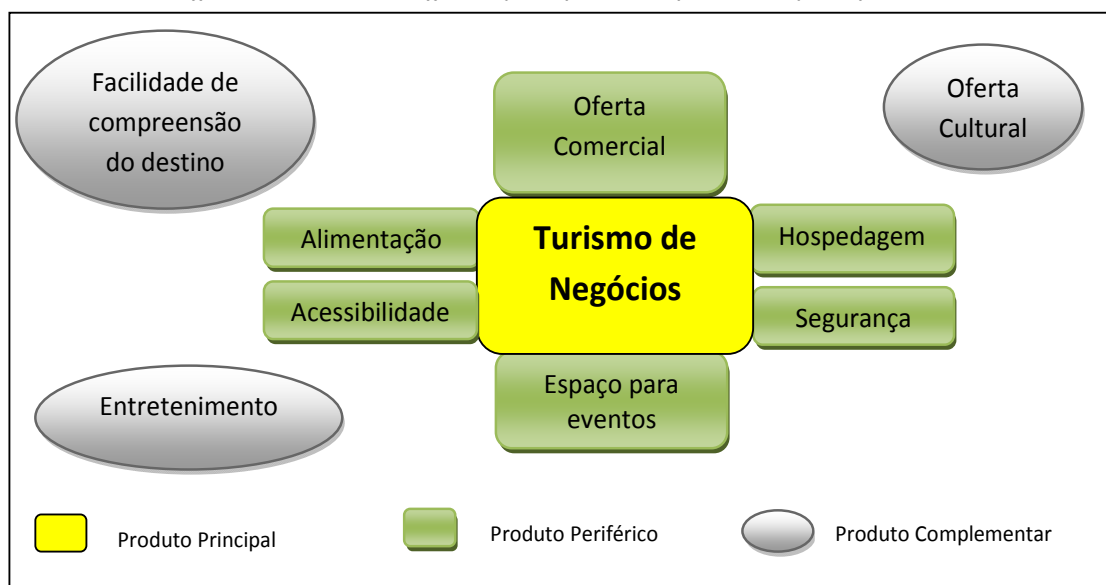 Facilidade de
compreensão
do destino
Oferta
Comercial
Oferta
Cultural
Alimentação
Turismo de
Negócios
Hospedagem
Acessibilidade
Segurança
Entretenimento
Espaço para
eventos
Produto Principal
Produto Periférico
Produto Complementar